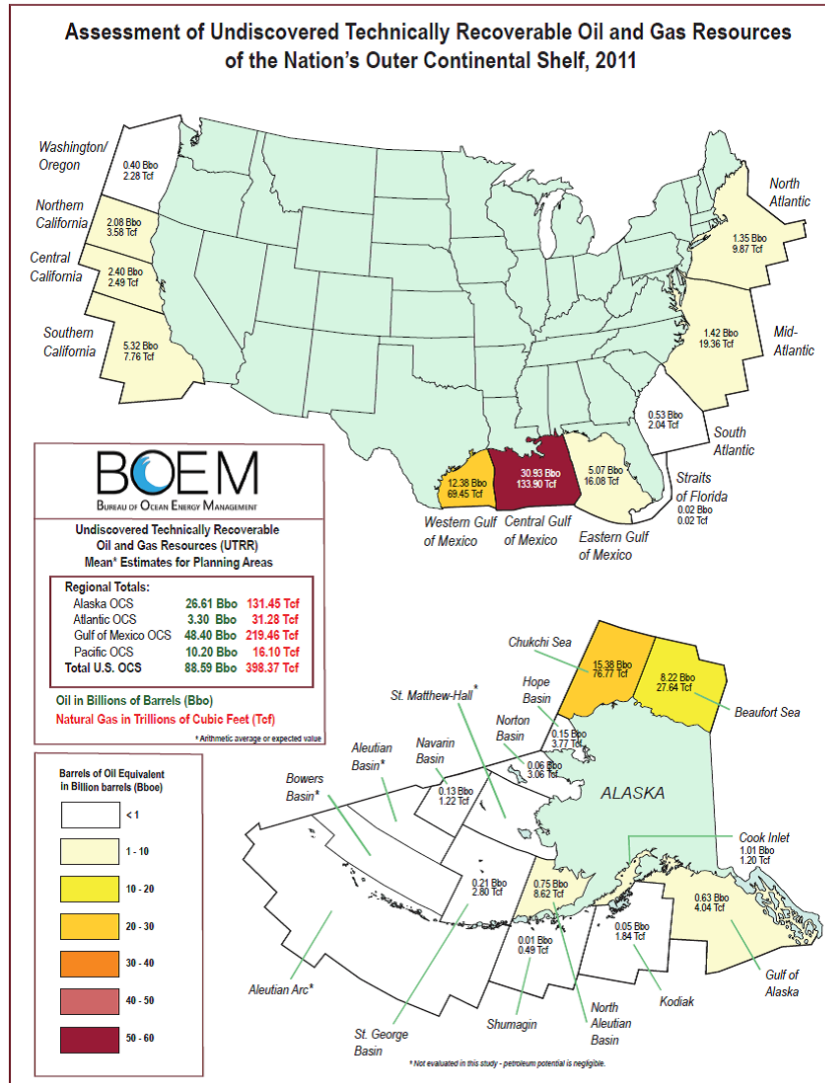 Assessment of Undiscovered Technically Recoverable Oil and Gas Resources
of the Nation's Outer Continental Shelf, 2011
Washington/
Oregon
0.40 Bbo
2.28 Tcf
Northern
California
2.08 Bbo
3.58 Tcf
Central
California
2.40 Bbo
2.49 Tcf
Southern
California
5.32 Bbo
7.76 Tcf
North
Atlantic
1.35 Bbo
9.87 Tcf
Mid-
Atlantic
1.42 Bbo
19.36 Tcf
South
Atlantic
0.53 Bbo
2.04 Tcf
Straits
of Florida
0.02 Bbo
0.02 Tcf
12.38 Bbo
69.45 Tcf
Western Gulf
of Mexico
30.93 Bbo
133.90 Tcf
Central Gulf
of Mexico
5.07 Bbo
16.08 Tcf
Eastern Gulf
of Mexico
BOEM
BUREAU OF OCEAN ENERGY MANAGEMENT
Undiscovered Technically Recoverable
Oil and Gas Resources (UTRR)
Mean* Estimates for Planning Areas
Regional Totals:
Alaska OCS 26.61 Bbo 131.45 Tcf
Atlantic OCS 3.30 Bbo 31.28 Tcf
Gulf of Mexico OCS 48.40 Bbo 219.46 Tcf
Pacific OCS 10.20 Bbo 16.10 Tcf
Total U.S. OCS 88.59 Bbo 398.37 Tcf
Oil in Billions of Barrels (Bbo)
Natural Gas in Trillions of Cubic Feet (Tcf)
* Arithmetic average or expected value
Barrels of Oil Equivalent
in Billion barrels (Bboe)
< 1
1 - 10
10 - 20
20 - 30
30 - 40
40 - 50
50 - 60
Chukchi Sea
15.38 Bbo
76.77 Tcf
8.22 Bbo
27.64 Tcf
Beaufort Sea
Hope
Basin
0.15 Bbo
3.77 Tcf
St. Matthew-Hall*
Norton
Basin
0.06 Bbo
3.06 Tcf
Navarin
Basin
0.13 Bbo
1.22 Tcf
Aleutian
Basin*
Bowers
Basin*
ALASKA
Cook Inlet
1.01 Bbo
1.20 Tcf
0.21 Bbo
2.80 Tcf
0.75 Bbo
8.62 Tcf
0.01 Bbo
0.49 Tcf
0.05 Bbo
1.84 Tcf
0.63 Bbo
4.04 Tcf
Aleutian Arc*
St. George
Basin
Shumagin
North
Aleutian
Basin
Kodiak
Gulf of
Alaska
* Not evaluated in this study - petroleum potential is negligible.